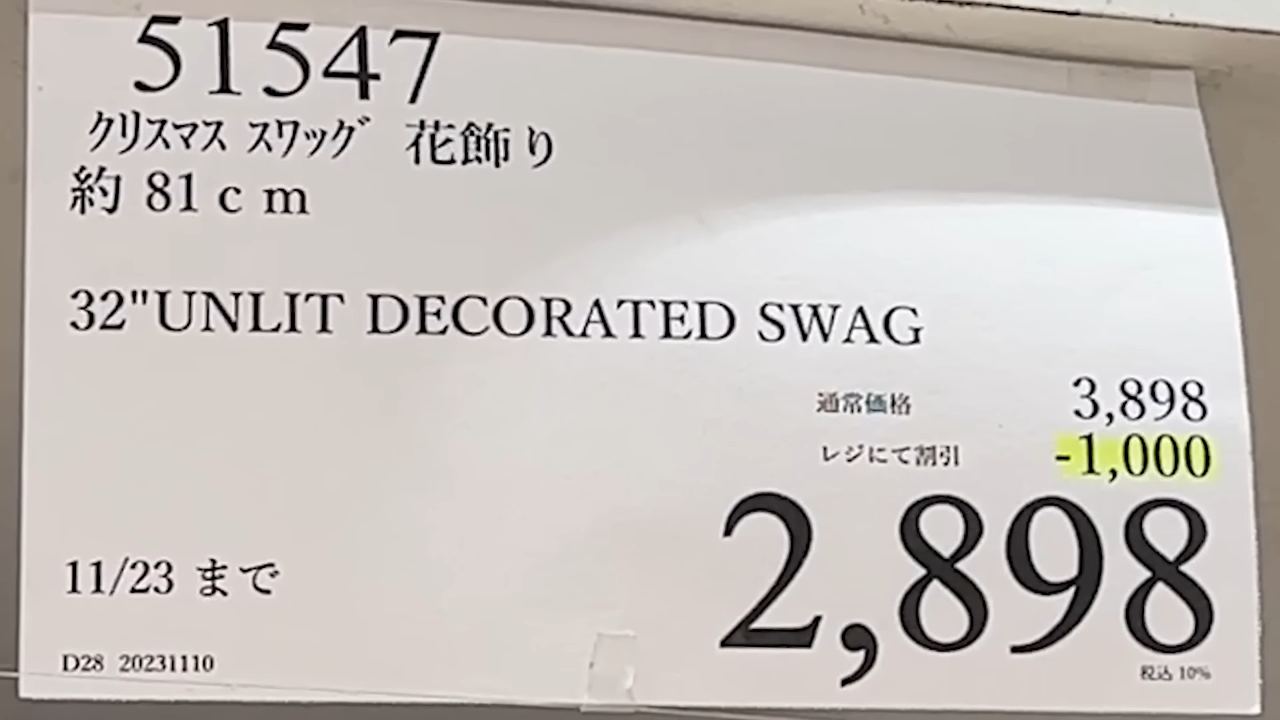 51547
ｸﾘｽﾏｽ ｽﾜｯｸﾞ 花飾り
約 81ｃｍ
32"UNLIT DECORATED SWAG
通常価格 3,898
レジにて割引 -1,000
2,898
11/23 まで
税込 10%
D28 20231110